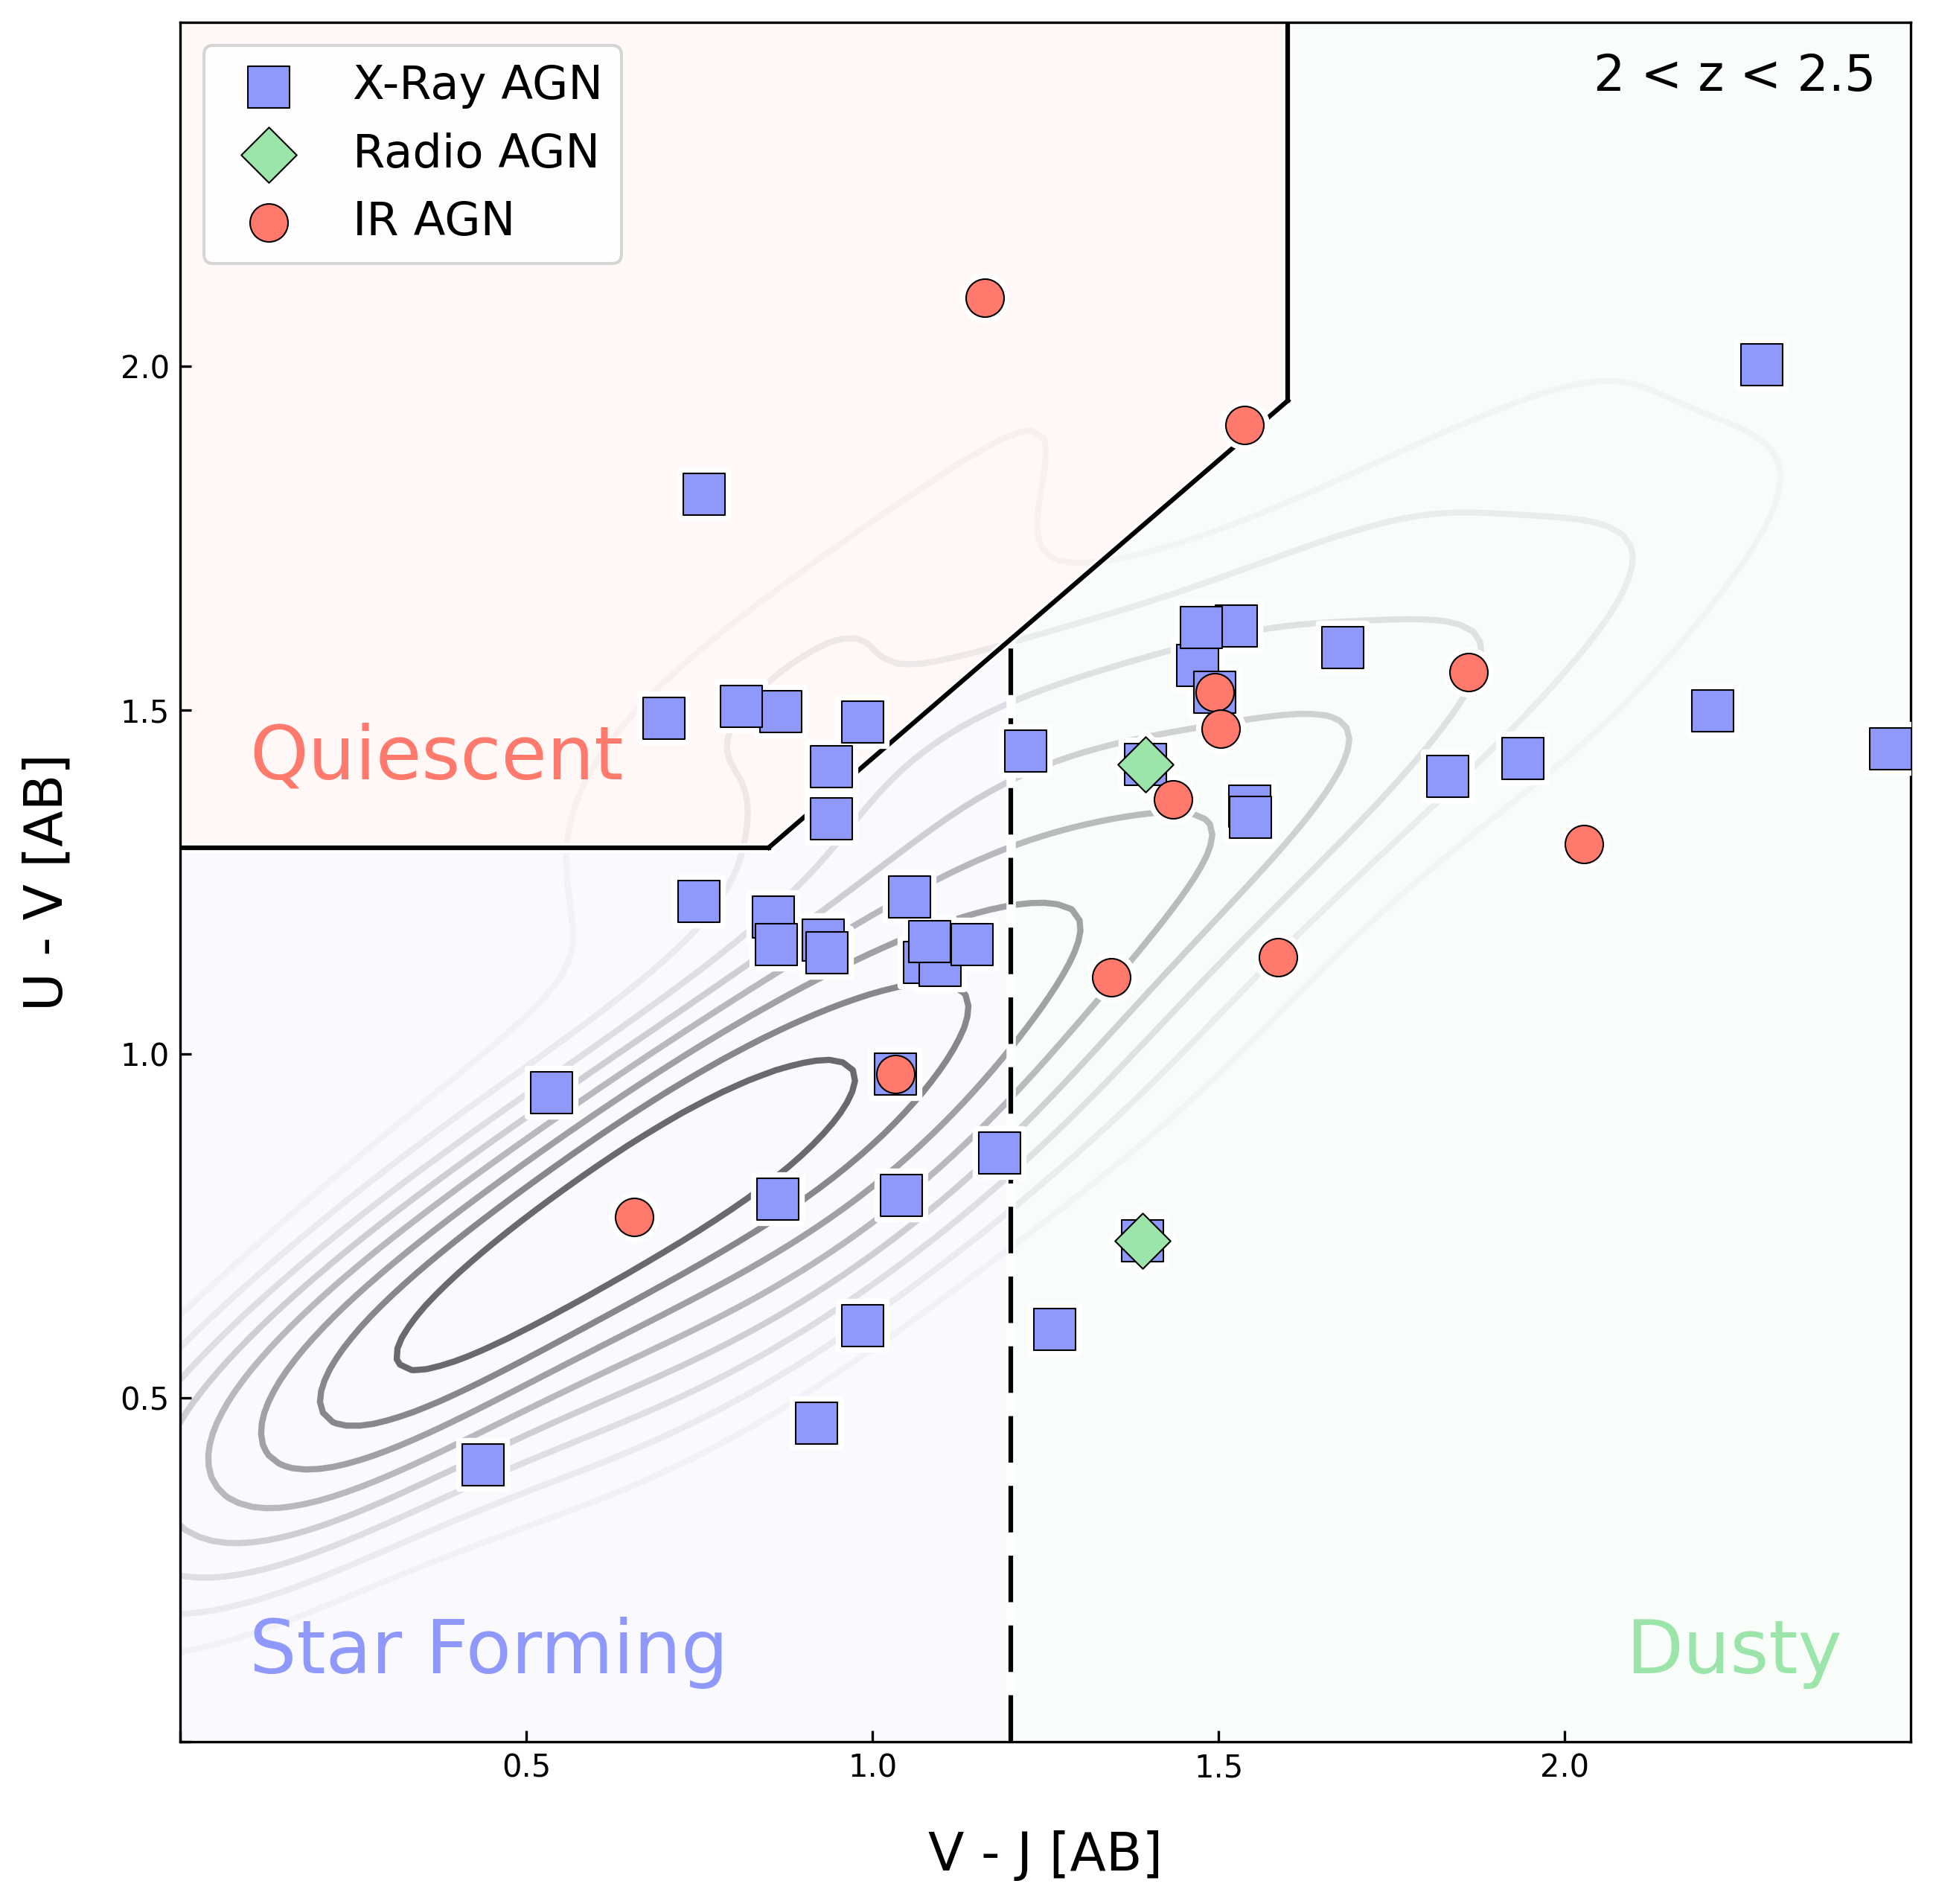 X-Ray AGN
Radio AGN
IR AGN
2 < z < 2.5
Quiescent
Star Forming
Dusty
2.0
1.5
1.0
0.5
U - V [AB]
0.5
1.0
1.5
2.0
V - J [AB]